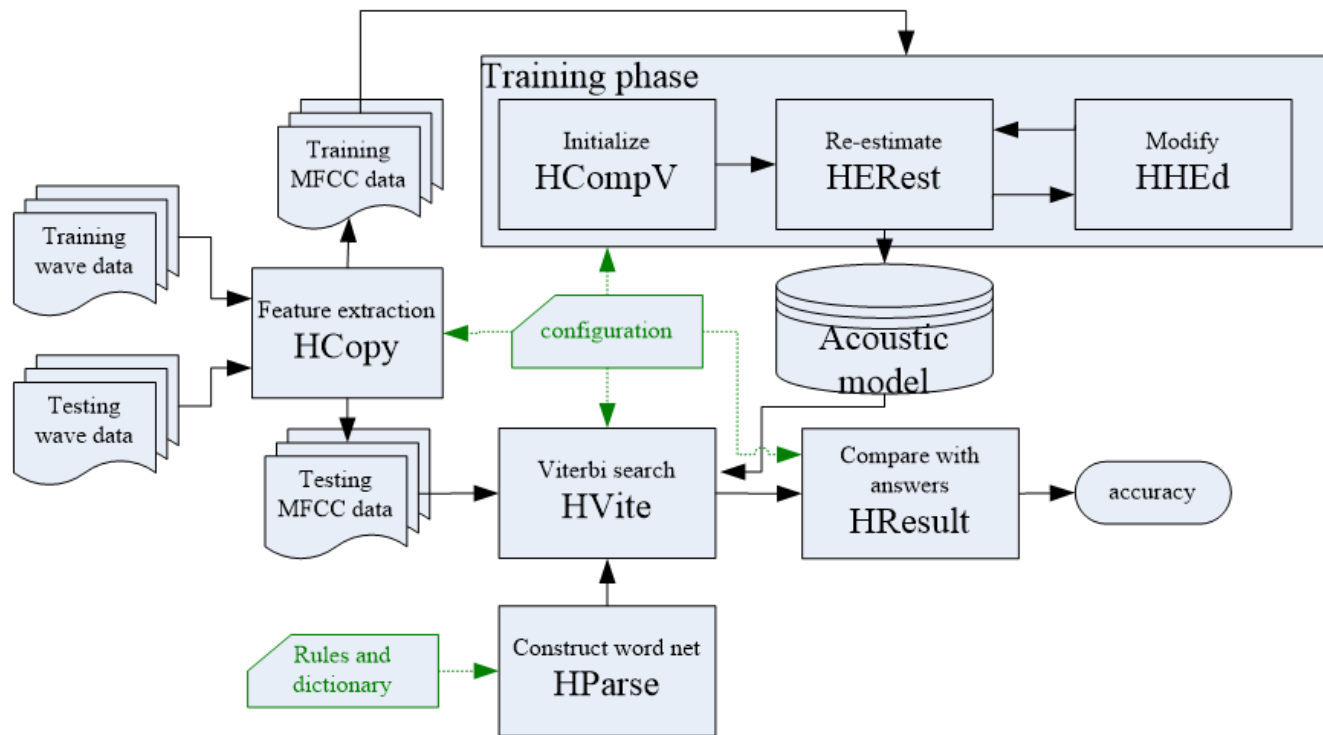 Training phase
Initialize
HCompV
Re-estimate
HERest
Modify
HHEd
Training
MFCC data
Training
wave data
Feature extraction
HCopy
configuration
Acoustic
model
Testing
wave data
Testing
MFCC data
Viterbi search
HVite
Compare with
answers
HResult
accuracy
Rules and
dictionary
Construct word net
HParse